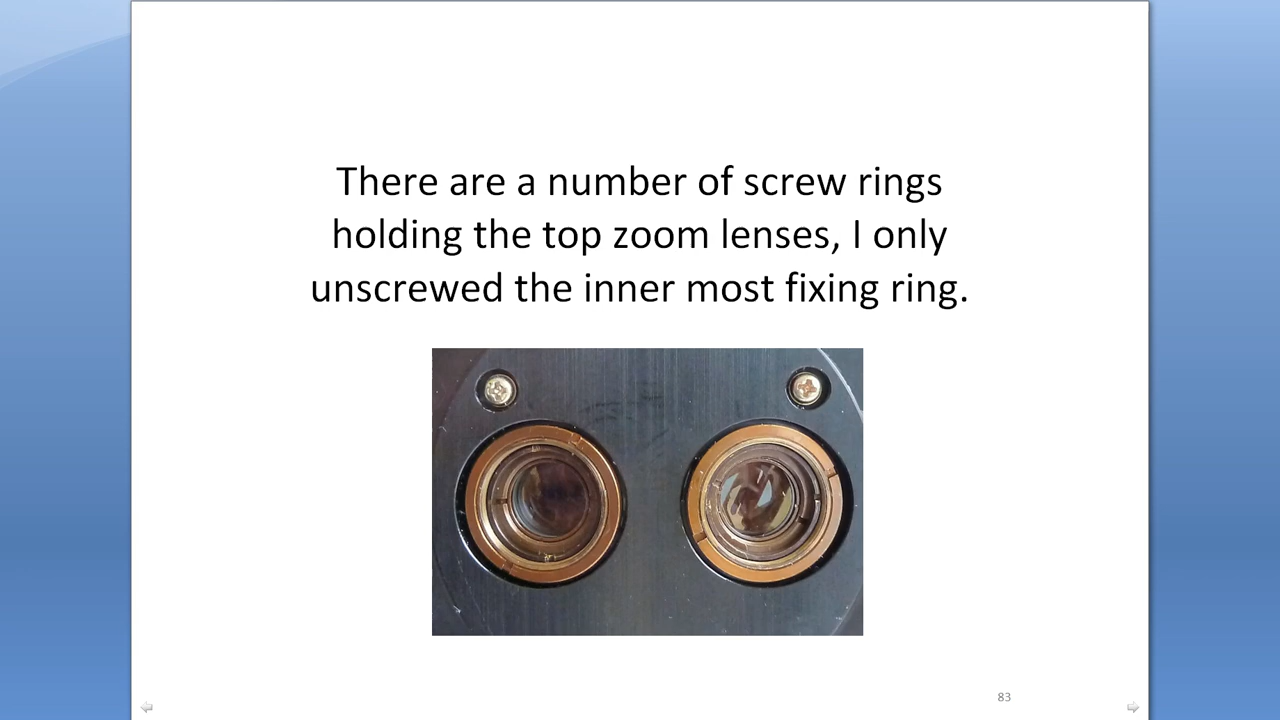 There are a number of screw rings
holding the top zoom lenses, I only
unscrewed the inner most fixing ring.
83